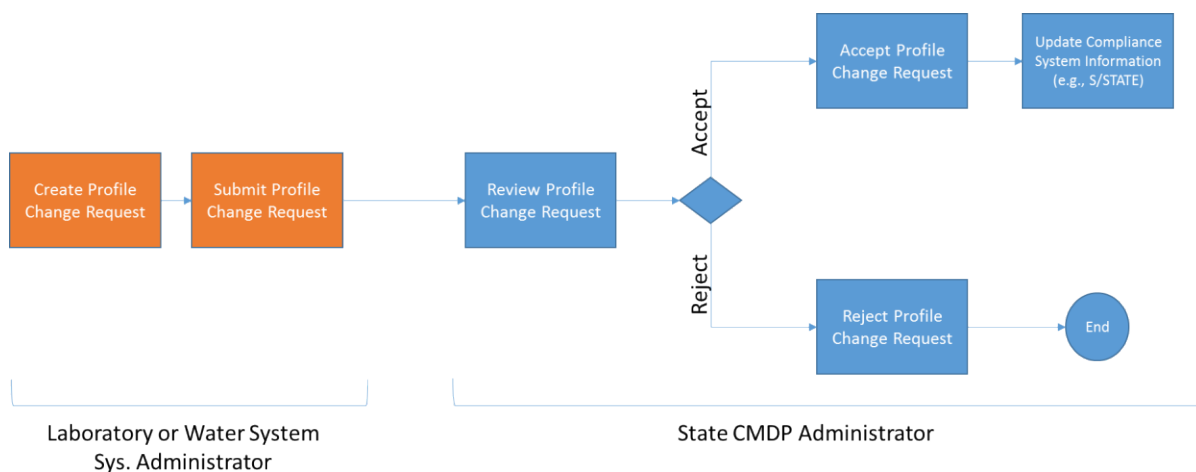 Accept Profile
Change Request
Update Compliance
System Information
(e.g., S/STATE)
Accept
Create Profile
Change Request
Submit Profile
Change Request
Review Profile
Change Request
Reject
Reject Profile
Change Request
End
Laboratory or Water System
Sys. Administrator
State CMDP Administrator